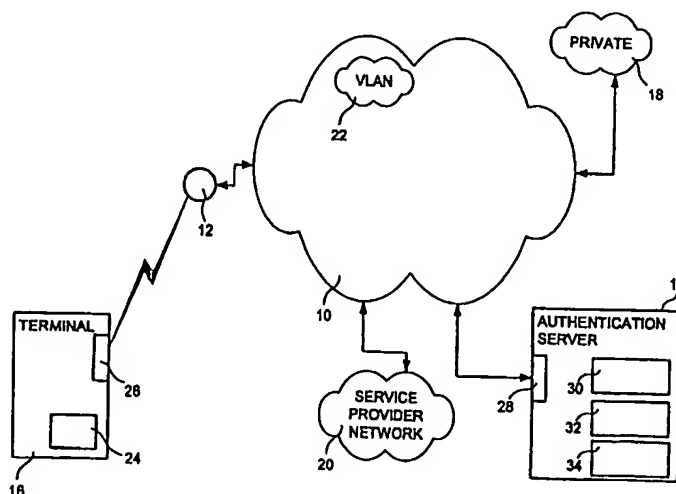 PRIVATE
18
VLAN
22
12
10
TERMINAL
26
24
16
SERVICE
PROVIDER
NETWORK
20
AUTHENTICATION
SERVER
28
30
32
34